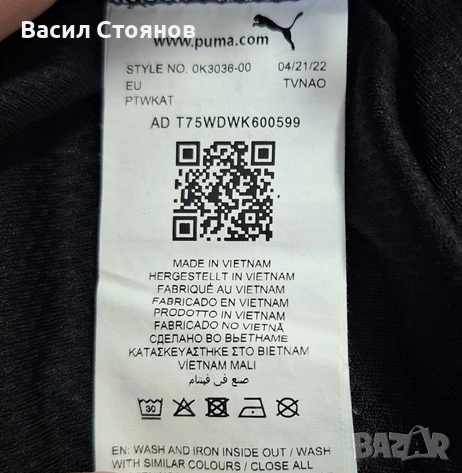 Васил Стоянов
www.puma.com
STYLE NO. 0K3036-00 04/21/22
EU TVNAO
PTWKAT
AD T75WDWK600599
MADE IN VIETNAM
HERGESTELLT IN VIETNAM
FABRIQUÉ AU VIETNAM
FABRICADO EN VIETNAM
PRODOTTO IN VIETNAM
FABRICADO NO VIETNÃ
СДЕЛАНО ВО ВЬЕТНАМЕ
ΚΑΤΑΣΚΕΥΑΣΤΗΚΕ ΣΤΟ ΒΙΕΤΝΑΜ
VİETNAM MALI
صنع في فيتنام
30
EN: WASH AND IRON INSIDE OUT / WASH
WITH SIMILAR COLOURS / CLOSE ALL
bazar